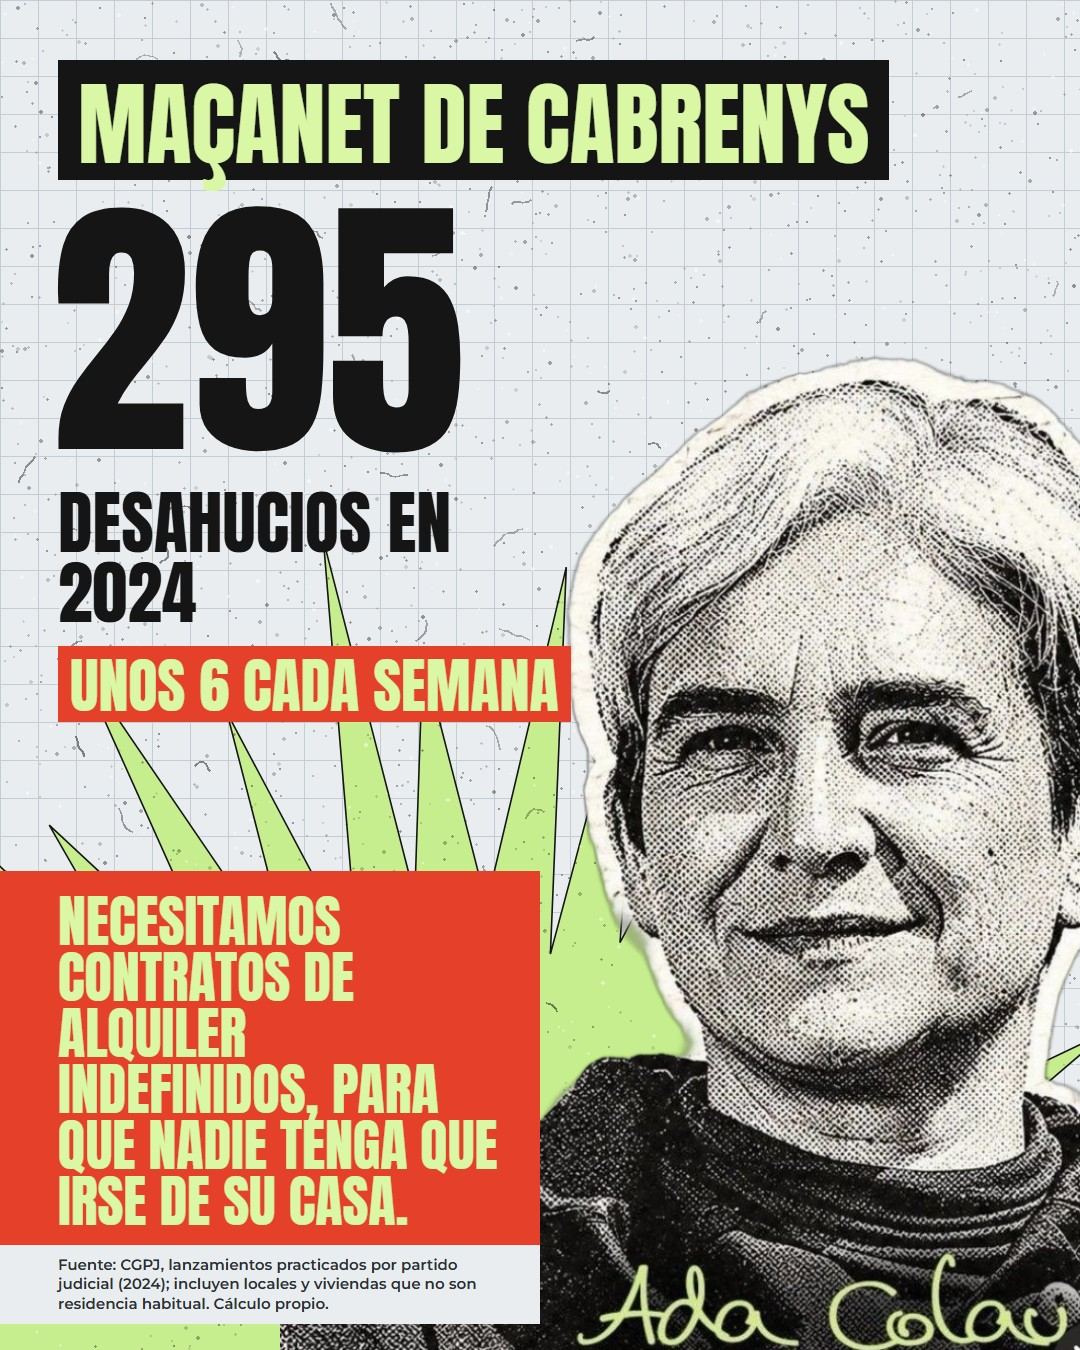 MAÇANET DE CABRENYS
295
DESAHUCIOS EN
2024
UNOS 6 CADA SEMANA
NECESITAMOS
CONTRATOS DE
ALQUILER
INDEFINIDOS, PARA
QUE NADIE TENGA QUE
IRSE DE SU CASA.
Fuente: CGPJ, lanzamientos practicados por partido
judicial (2024); incluyen locales y viviendas que no son
residencia habitual. Cálculo propio.
Ada Colau